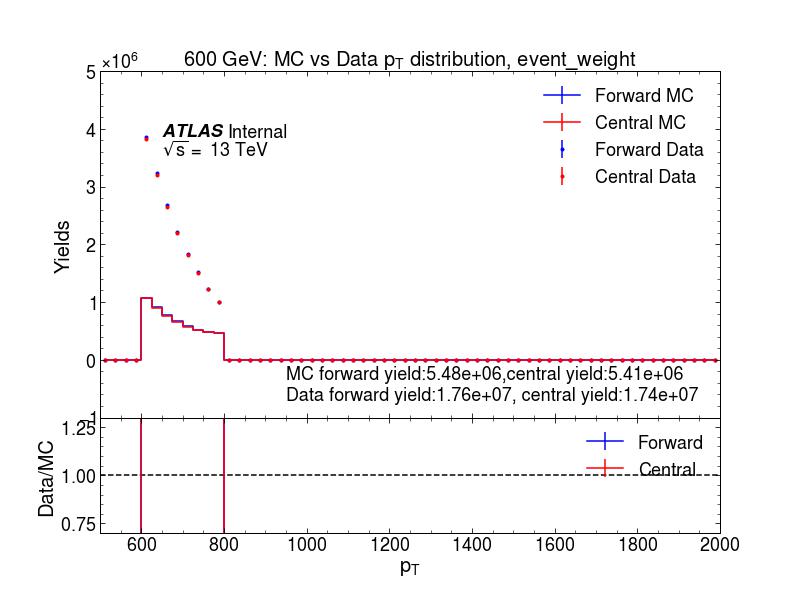 ×10⁶ 600 GeV: MC vs Data p_T distribution, event_weight
5
4
3
2
1
0
−1
Yields
ATLAS Internal
√s = 13 TeV
Forward MC
Central MC
Forward Data
Central Data
MC forward yield:5.48e+06,central yield:5.41e+06
Data forward yield:1.76e+07, central yield:1.74e+07
1.25
1.00
0.75
Data/MC
Forward
Central
600 800 1000 1200 1400 1600 1800 2000
p_T